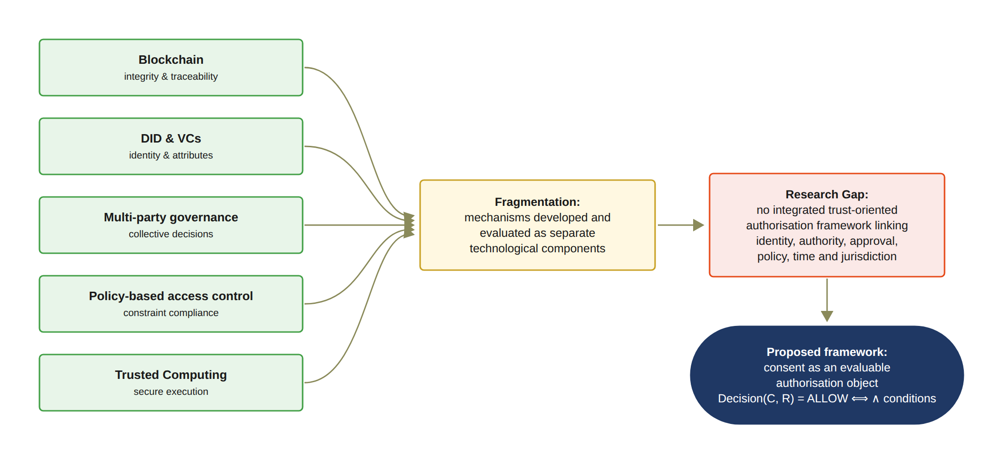 Blockchain
integrity & traceability
DID & VCs
identity & attributes
Multi-party governance
collective decisions
Policy-based access control
constraint compliance
Trusted Computing
secure execution
Fragmentation:
mechanisms developed and
evaluated as separate
technological components
Research Gap:
no integrated trust-oriented
authorisation framework linking
identity, authority, approval,
policy, time and jurisdiction
Proposed framework:
consent as an evaluable
authorisation object
Decision(C, R) = ALLOW ⟺ ∧ conditions